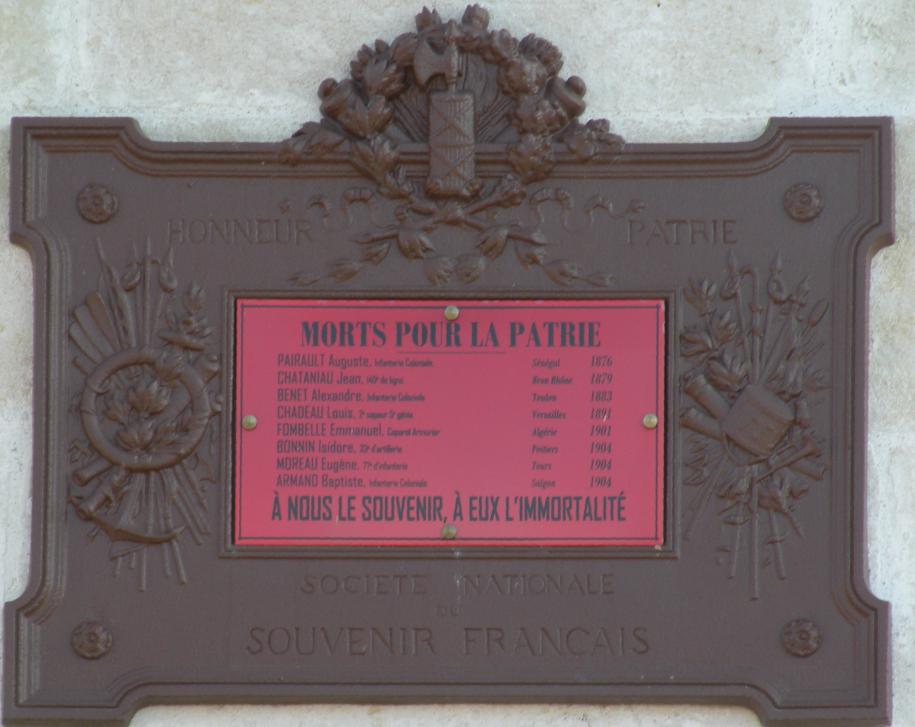 HONNEUR PATRIE
MORTS POUR LA PATRIE
PAIRAULT Auguste, Infanterie Coloniale Sénégal 1876
CHATANIAU Jean, 140e de ligne Bron Rhône 1879
BENET Alexandre, Infanterie Coloniale Toulon 1883
CHADEAU Louis, 2e sapeur 5e génie Versailles 1891
FOMBELLE Emmanuel, Caporal Armurier Algérie 1901
BONNIN Isidore, 33e d'artillerie Poitiers 1904
MOREAU Eugène, 77e d'infanterie Tours 1904
ARMAND Baptiste, Infanterie Coloniale Saïgon 1904
À NOUS LE SOUVENIR, À EUX L'IMMORTALITÉ
SOCIETE NATIONALE
DU
SOUVENIR FRANÇAIS